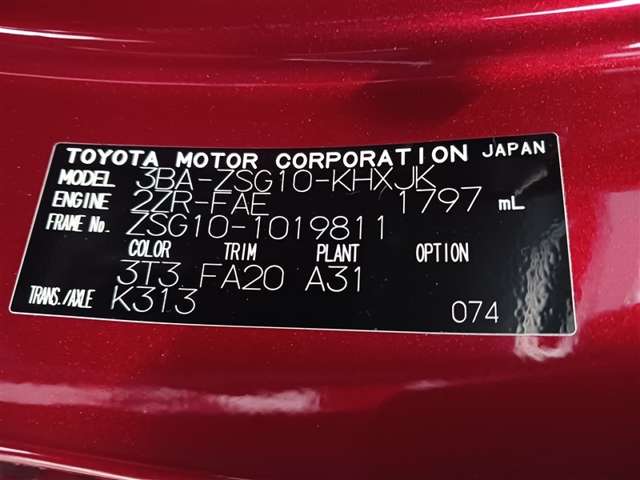 TOYOTA MOTOR CORPORATION JAPAN
MODEL 3BA-ZSG10-KHXJK
ENGINE 2ZR-FAE 1797 mL
FRAME No. ZSG10-1019811
COLOR TRIM PLANT OPTION
3T3 FA20 A31
TRANS./AXLE K313
074